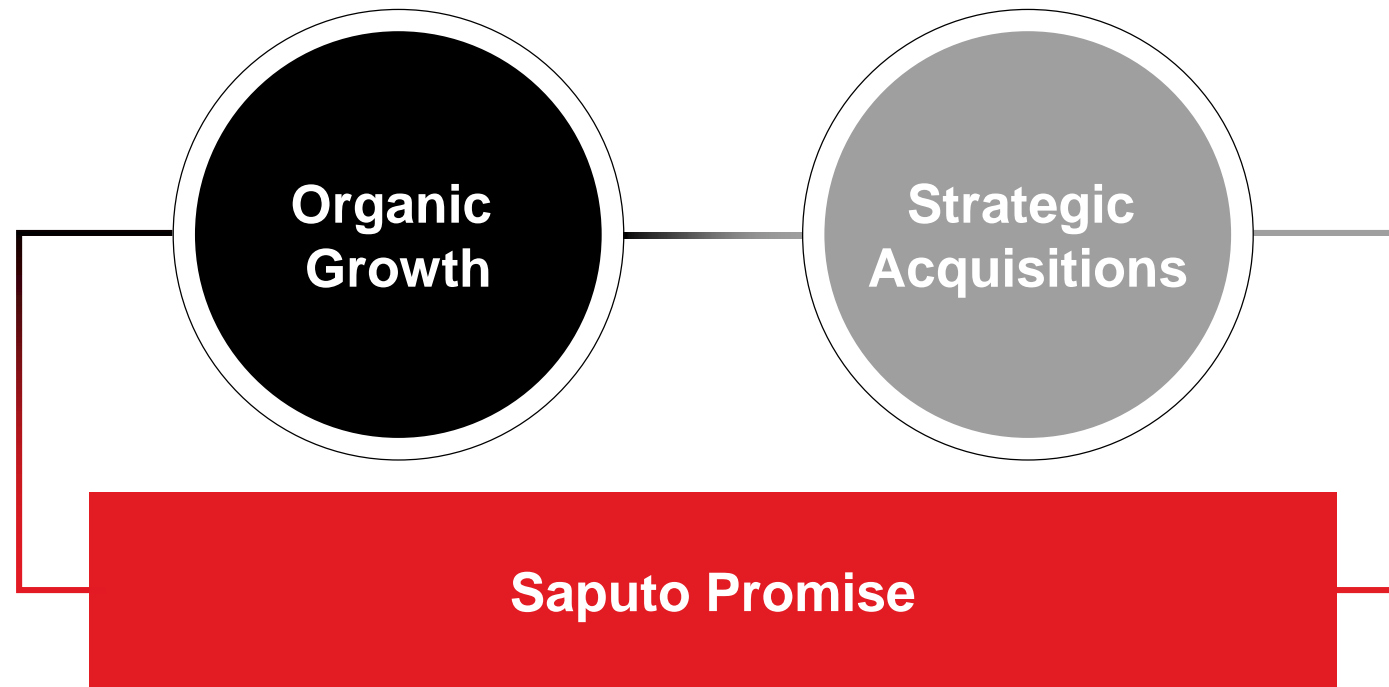 Organic
Growth
Strategic
Acquisitions
Saputo Promise